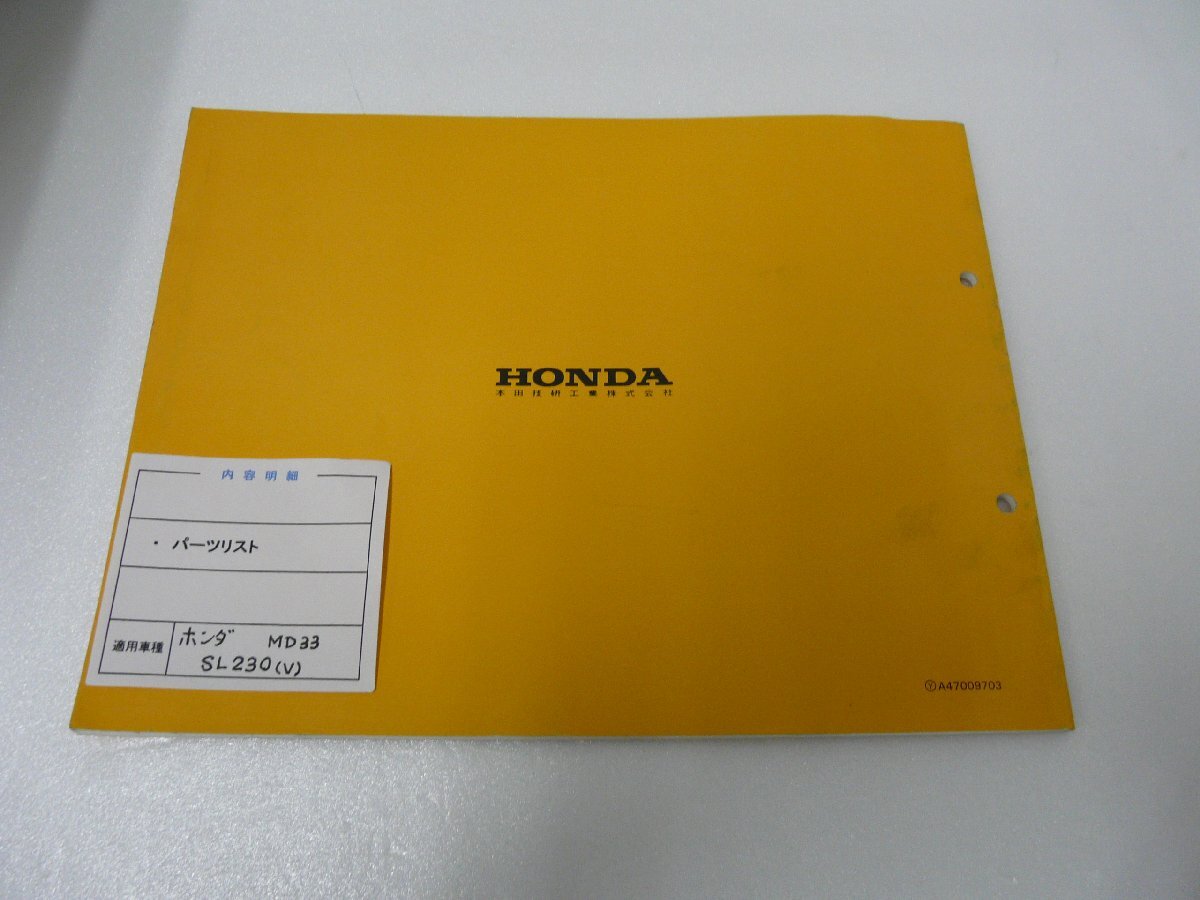 HONDA
本田技研工業株式会社
内容明細
・ パーツリスト
適用車種 ホンダ MD33
SL230(V)
ⓎA47009703